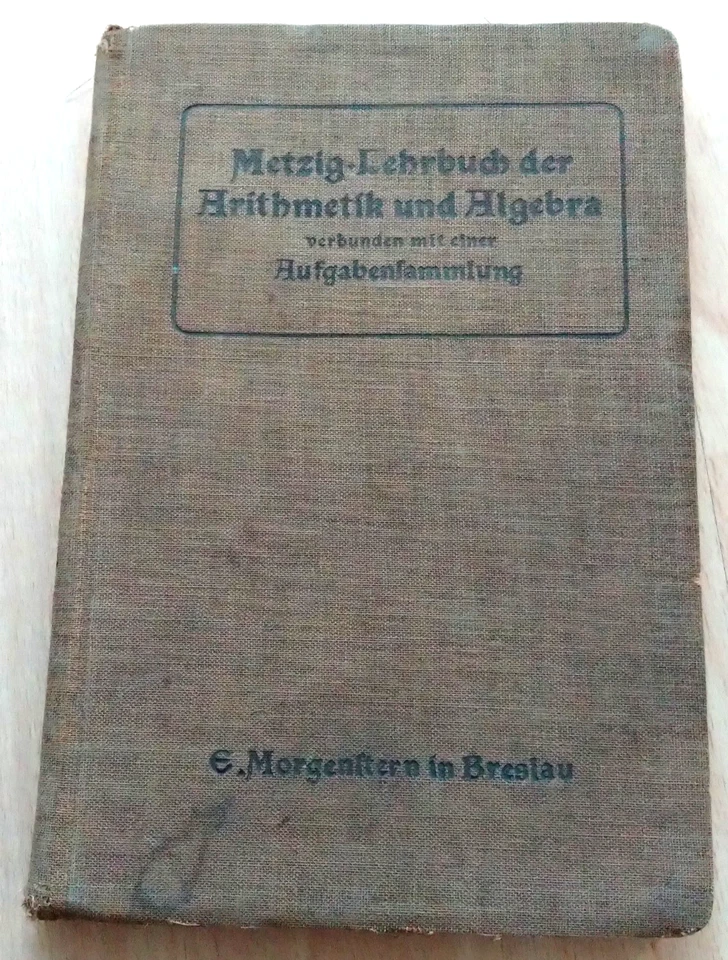 Metzig-Lehrbuch der
Arithmetik und Algebra
verbunden mit einer
Aufgabenſammlung
E. Morgenſtern in Breslau